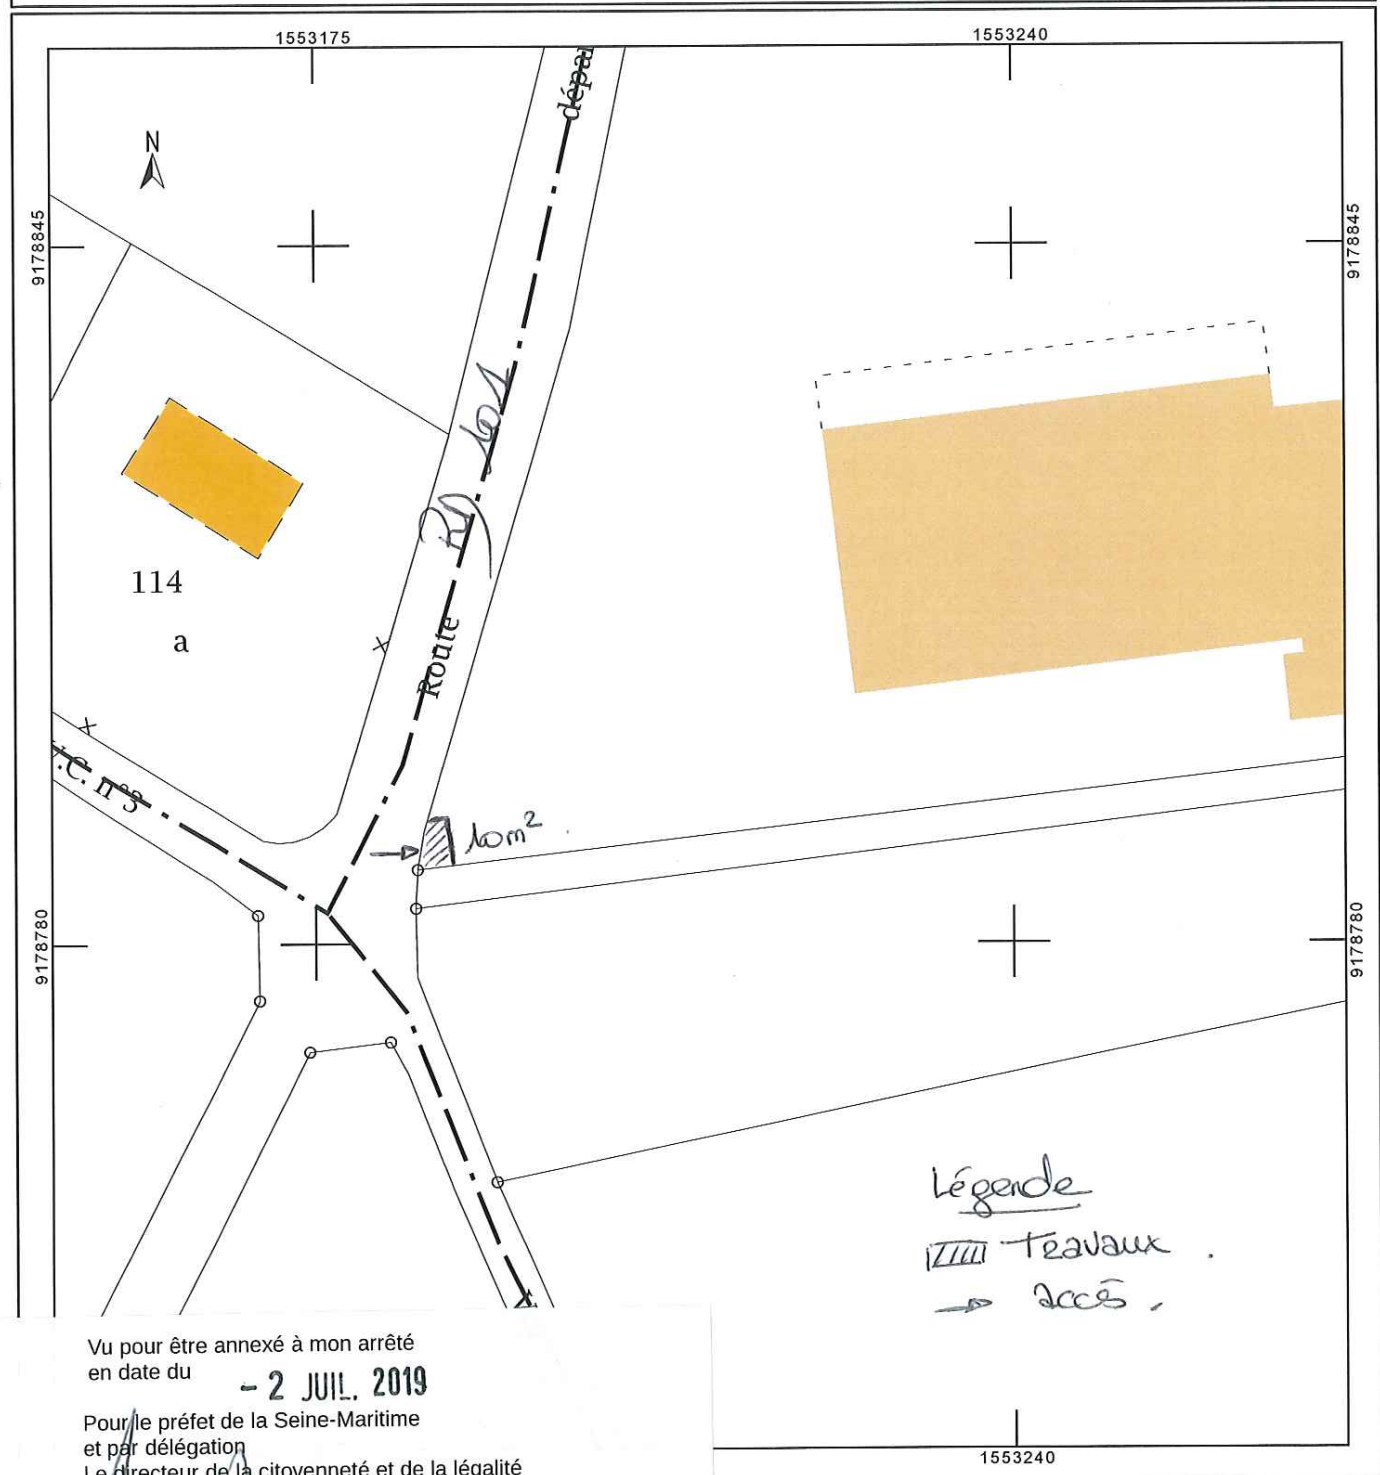 1553175
1553240
dépar
N
9178845
9178845
RD 101
114
a
Route
V.C. n°3
10m²
9178780
9178780
Légende
Travaux
accès
Vu pour être annexé à mon arrêté
en date du
- 2 JUIL. 2019
Pour le préfet de la Seine-Maritime
et par délégation
Le directeur de la citoyenneté et de la légalité
1553240